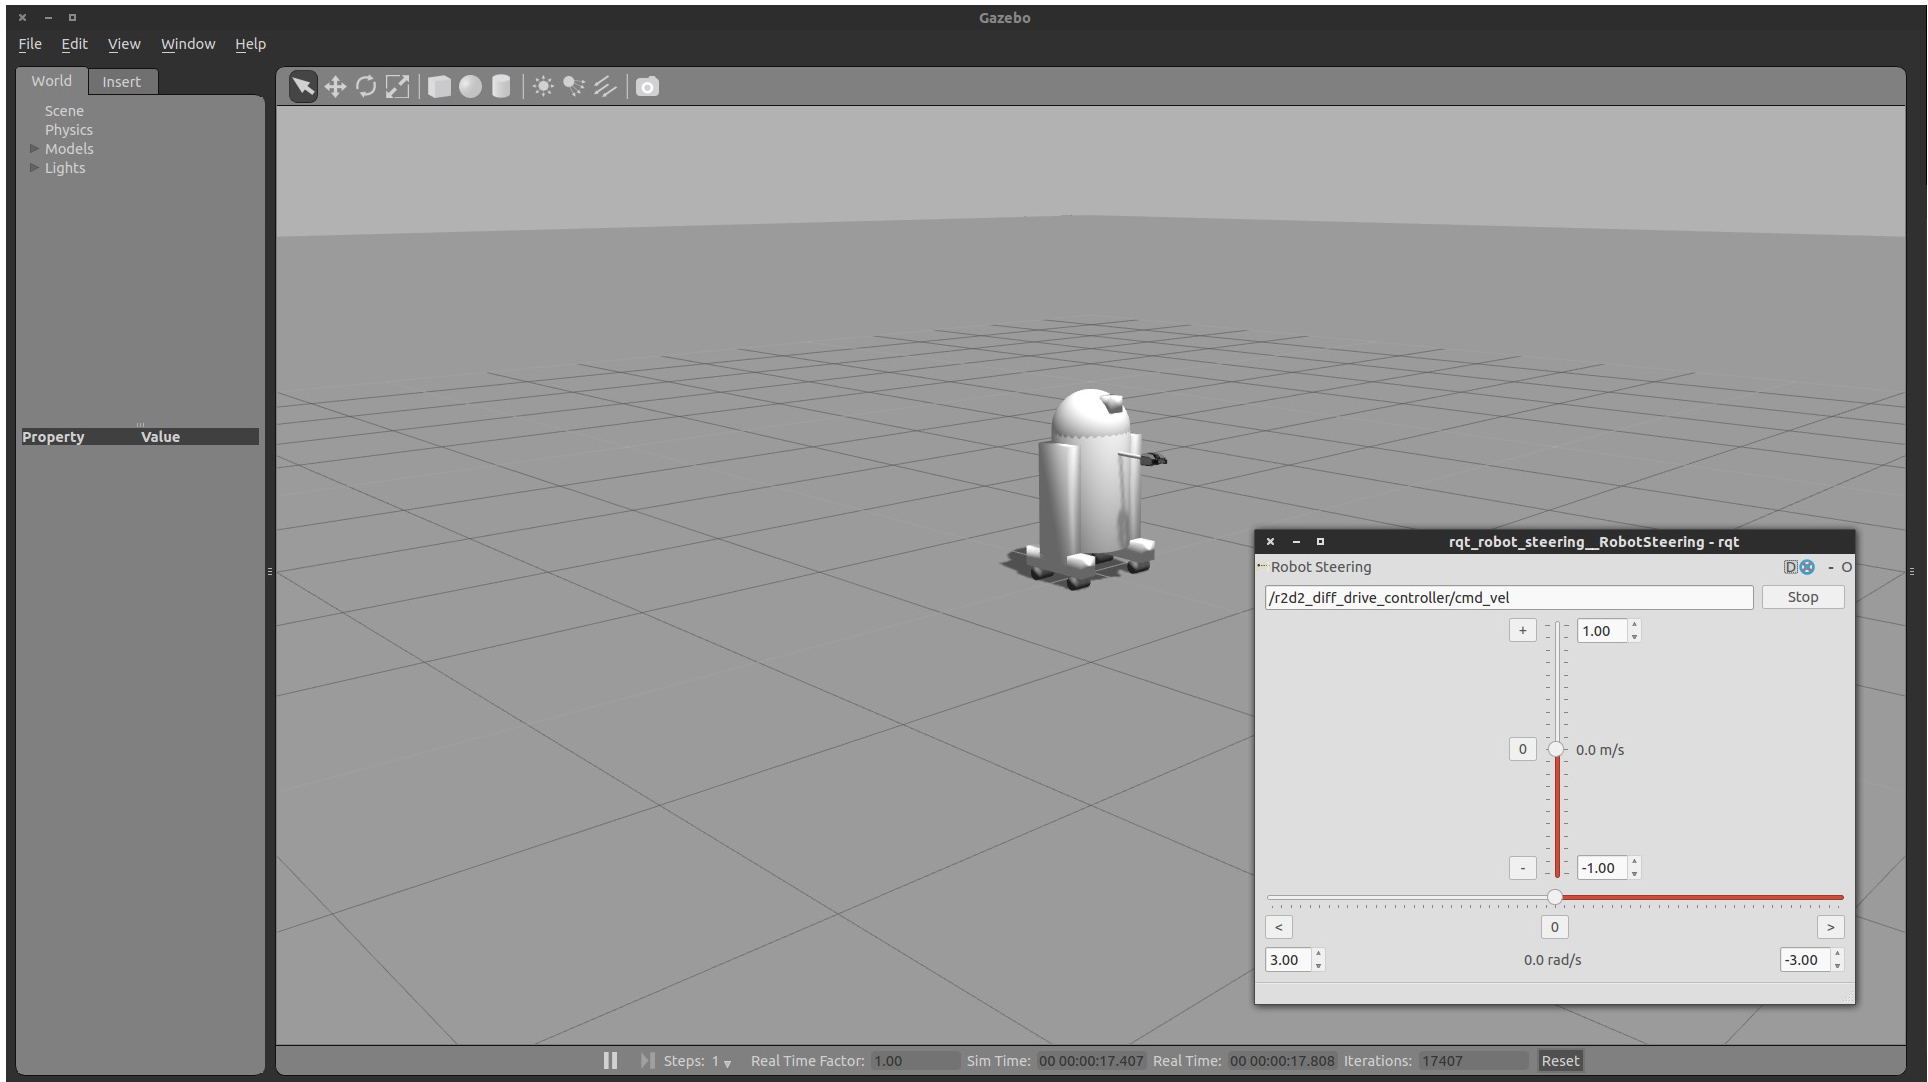 Gazebo
File Edit View Window Help
World Insert
Scene
Physics
Models
Lights
Property Value
rqt_robot_steering__RobotSteering - rqt
Robot Steering D - O
/r2d2_diff_drive_controller/cmd_vel Stop
+ 1.00
0 0.0 m/s
- -1.00
< 0 >
3.00 0.0 rad/s -3.00
Steps: 1 Real Time Factor: 1.00 Sim Time: 00 00:00:17.407 Real Time: 00 00:00:17.808 Iterations: 17407 Reset